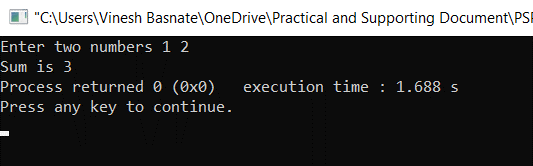 "C:\Users\Vinesh Basnate\OneDrive\Practical and Supporting Document\PSP
Enter two numbers 1 2
Sum is 3
Process returned 0 (0x0)   execution time : 1.688 s
Press any key to continue.